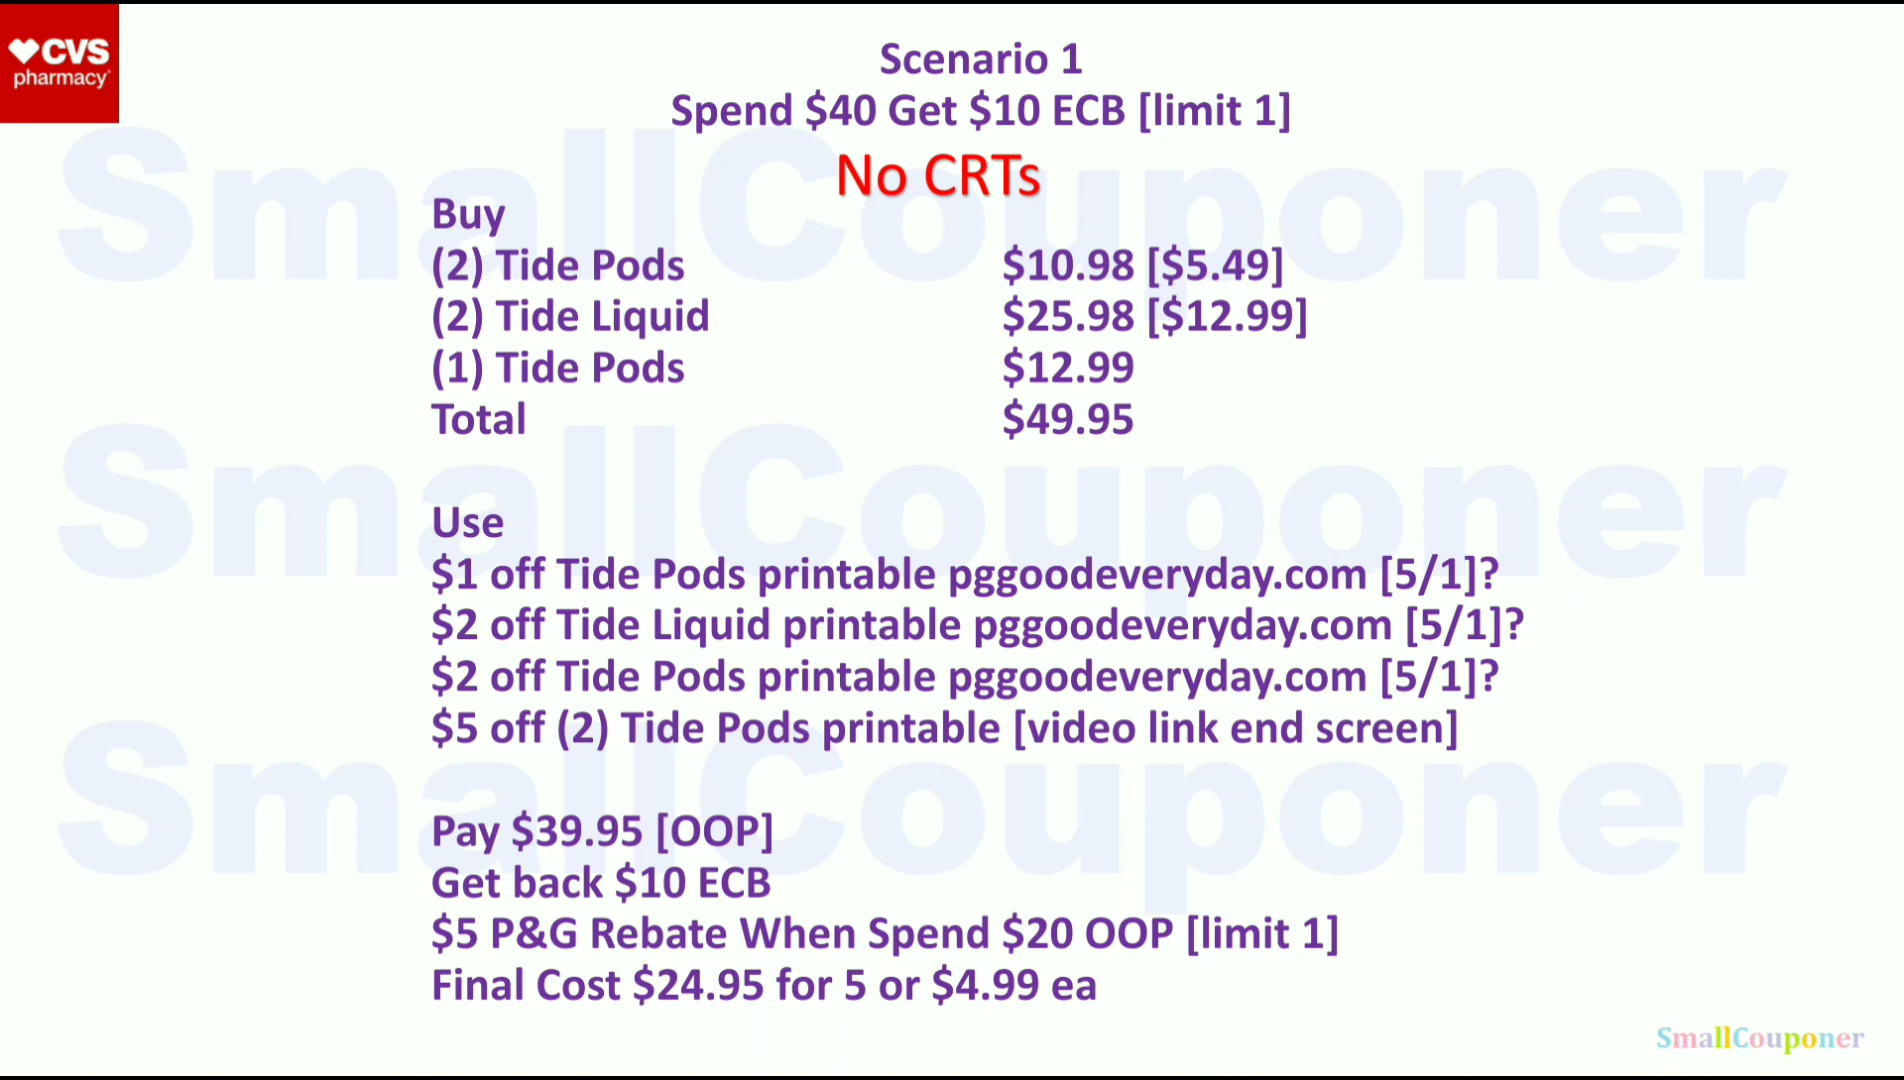 CVS
pharmacy
Scenario 1
Spend $40 Get $10 ECB [limit 1]
No CRTs
Buy
(2) Tide Pods $10.98 [$5.49]
(2) Tide Liquid $25.98 [$12.99]
(1) Tide Pods $12.99
Total $49.95
Use
$1 off Tide Pods printable pggoodeveryday.com [5/1]?
$2 off Tide Liquid printable pggoodeveryday.com [5/1]?
$2 off Tide Pods printable pggoodeveryday.com [5/1]?
$5 off (2) Tide Pods printable [video link end screen]
Pay $39.95 [OOP]
Get back $10 ECB
$5 P&G Rebate When Spend $20 OOP [limit 1]
Final Cost $24.95 for 5 or $4.99 ea
SmallCouponer
SmallCouponer
SmallCouponer
SmallCouponer